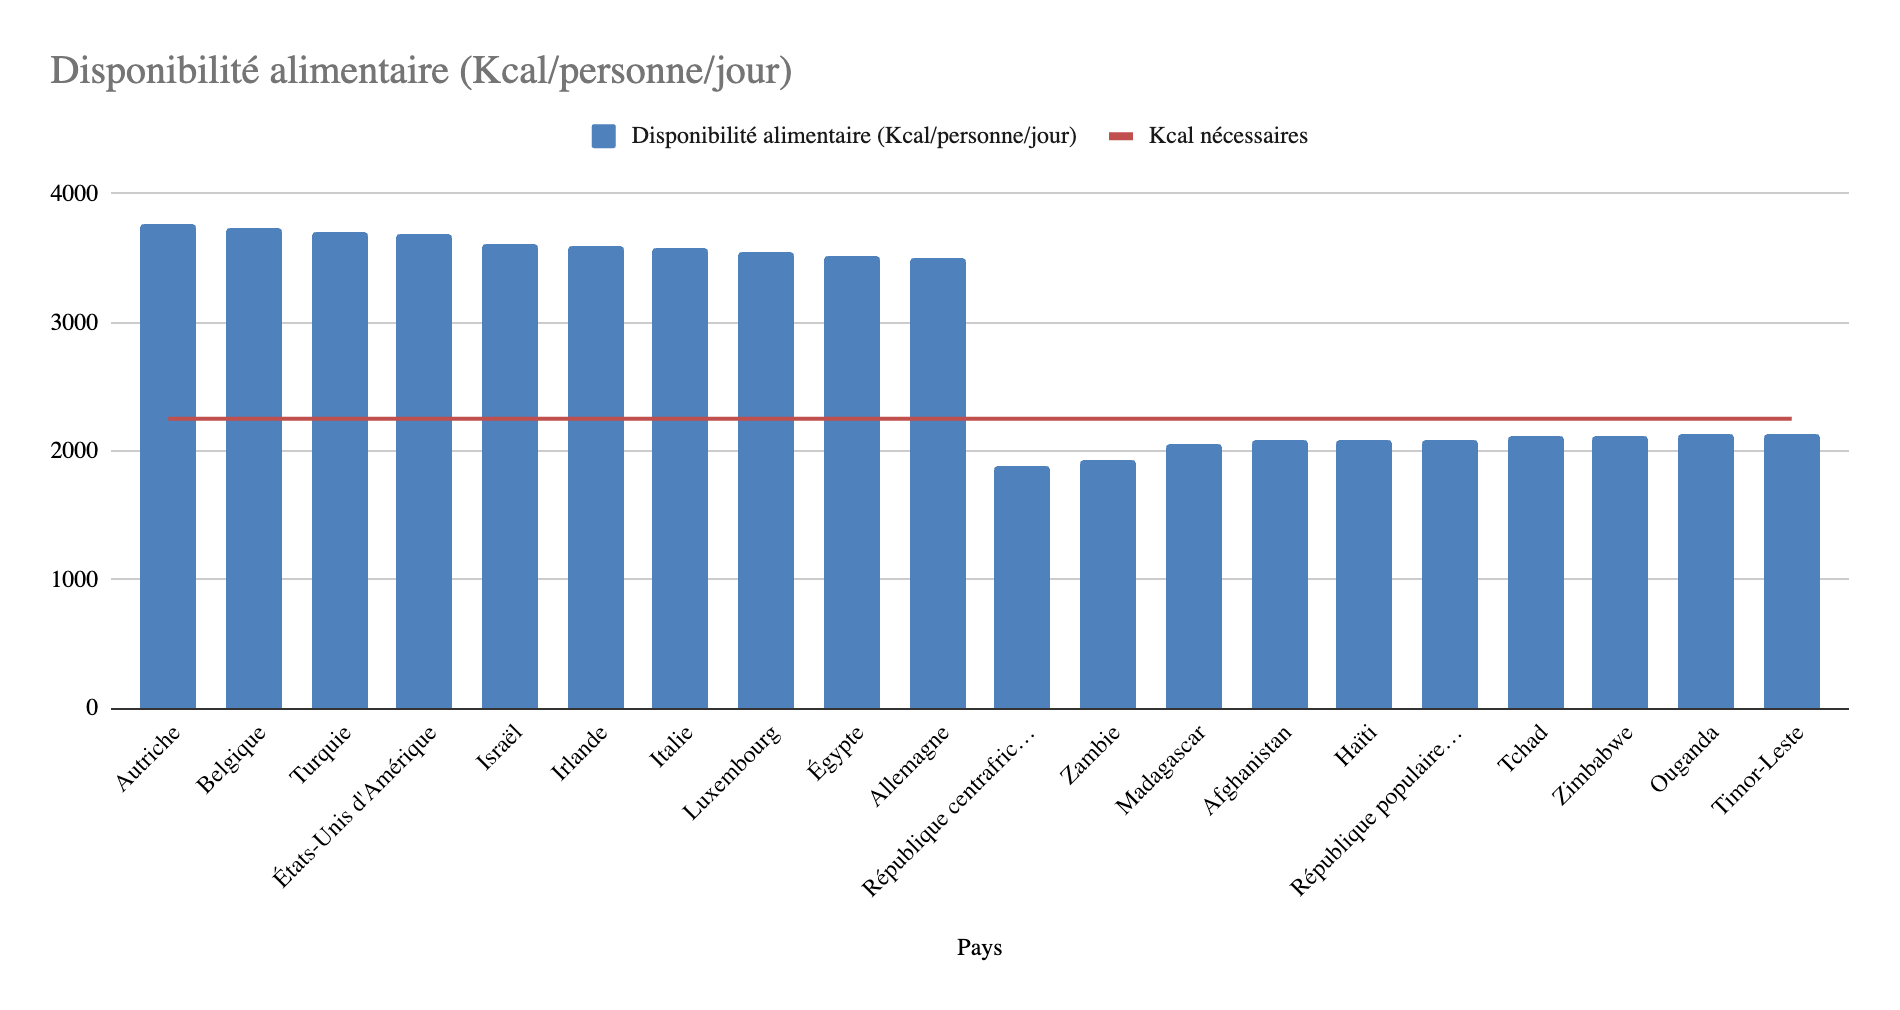 Disponibilité alimentaire (Kcal/personne/jour)
Disponibilité alimentaire (Kcal/personne/jour)
Kcal nécessaires
4000
3000
2000
1000
0
Autriche
Belgique
Turquie
États-Unis d'Amérique
Israël
Irlande
Italie
Luxembourg
Égypte
Allemagne
République centrafric…
Zambie
Madagascar
Afghanistan
Haïti
République populaire…
Tchad
Zimbabwe
Ouganda
Timor-Leste
Pays